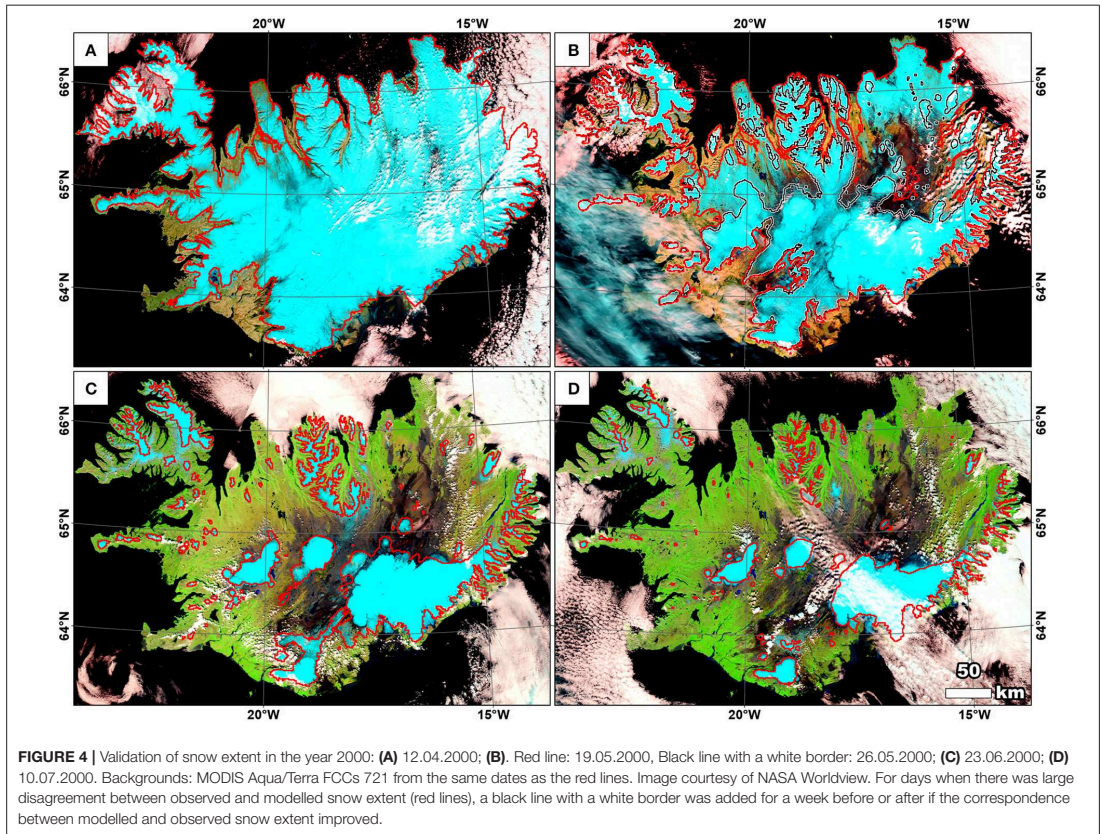 20°W
15°W
20°W
15°W
A
B
66°N
65°N
64°N
66°N
65°N
64°N
C
D
66°N
65°N
64°N
66°N
65°N
64°N
50
km
20°W
15°W
20°W
15°W
FIGURE 4 | Validation of snow extent in the year 2000: (A) 12.04.2000; (B). Red line: 19.05.2000, Black line with a white border: 26.05.2000; (C) 23.06.2000; (D)
10.07.2000. Backgrounds: MODIS Aqua/Terra FCCs 721 from the same dates as the red lines. Image courtesy of NASA Worldview. For days when there was large
disagreement between observed and modelled snow extent (red lines), a black line with a white border was added for a week before or after if the correspondence
between modelled and observed snow extent improved.